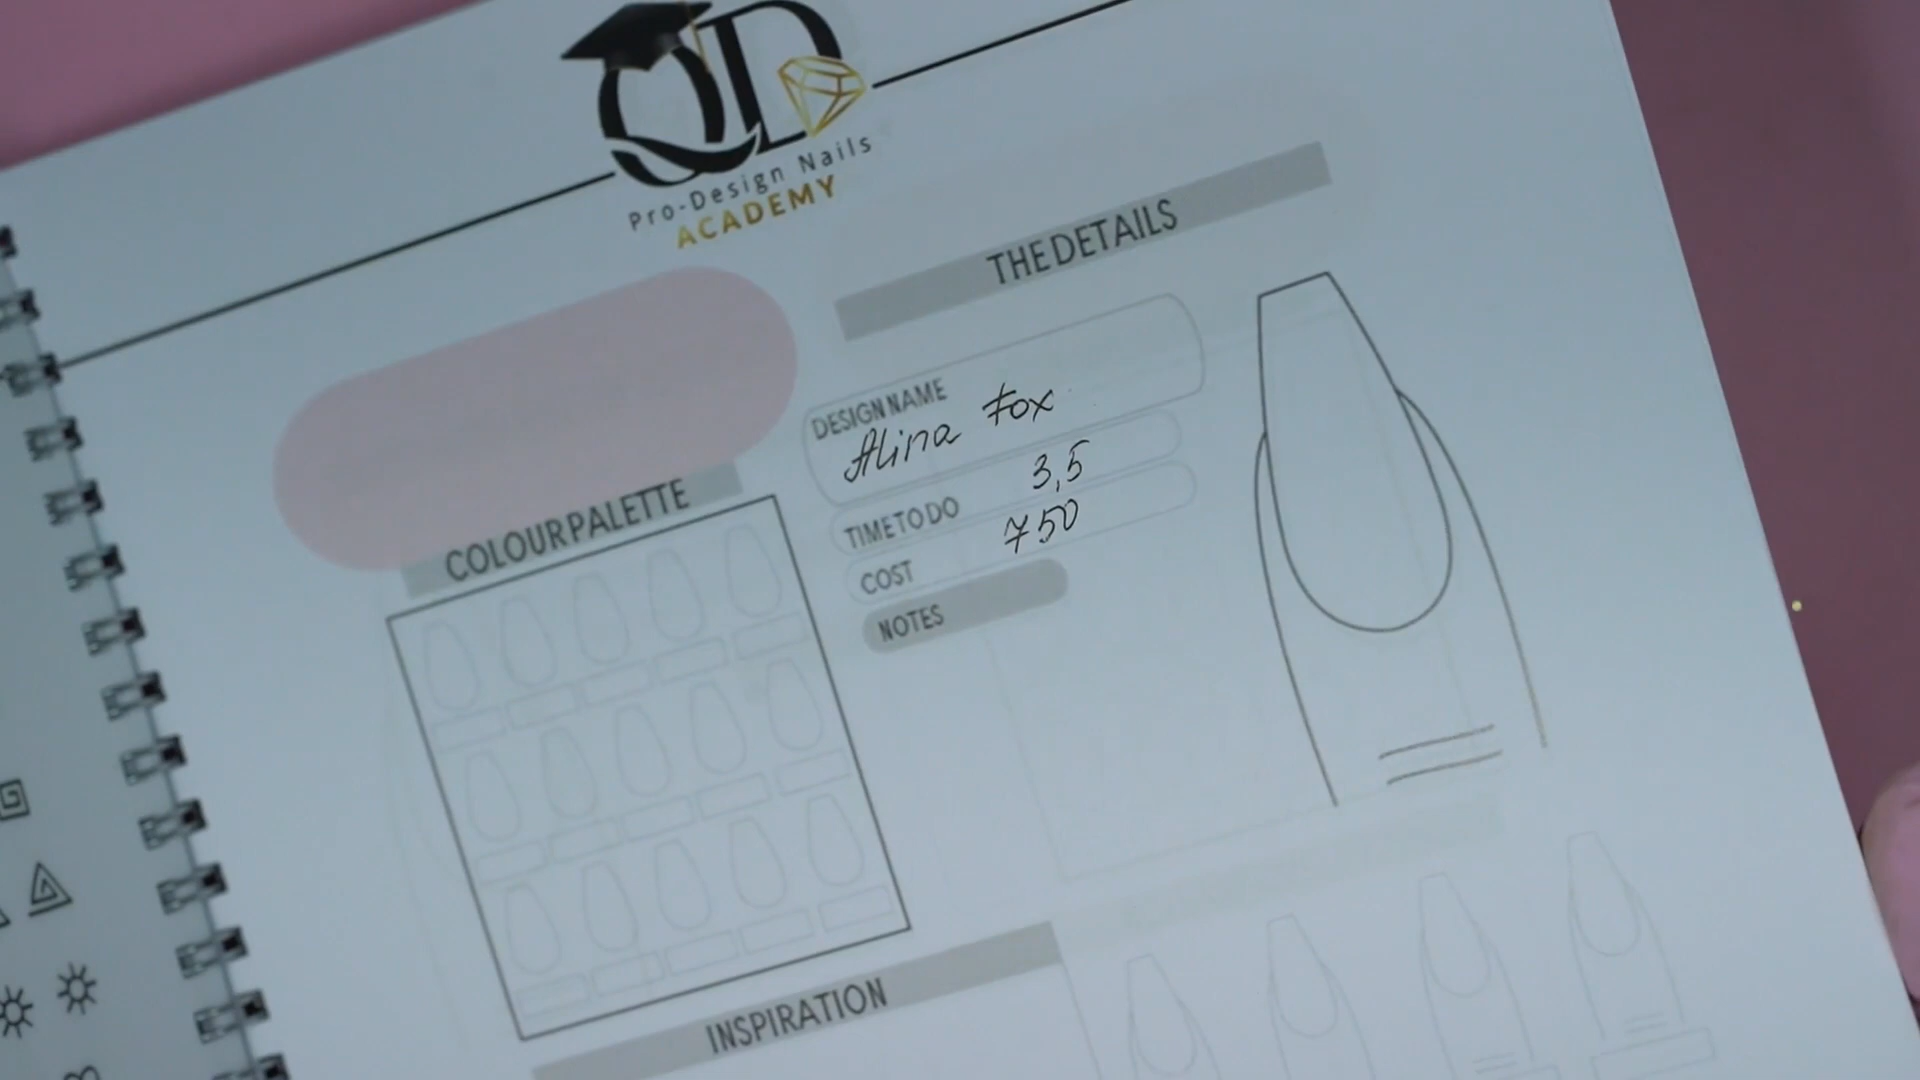 QD
Pro-Design Nails
ACADEMY
THE DETAILS
DESIGN NAME
Alina Fox
TIME TO DO 3,5
COST 750
NOTES
COLOUR PALETTE
INSPIRATION